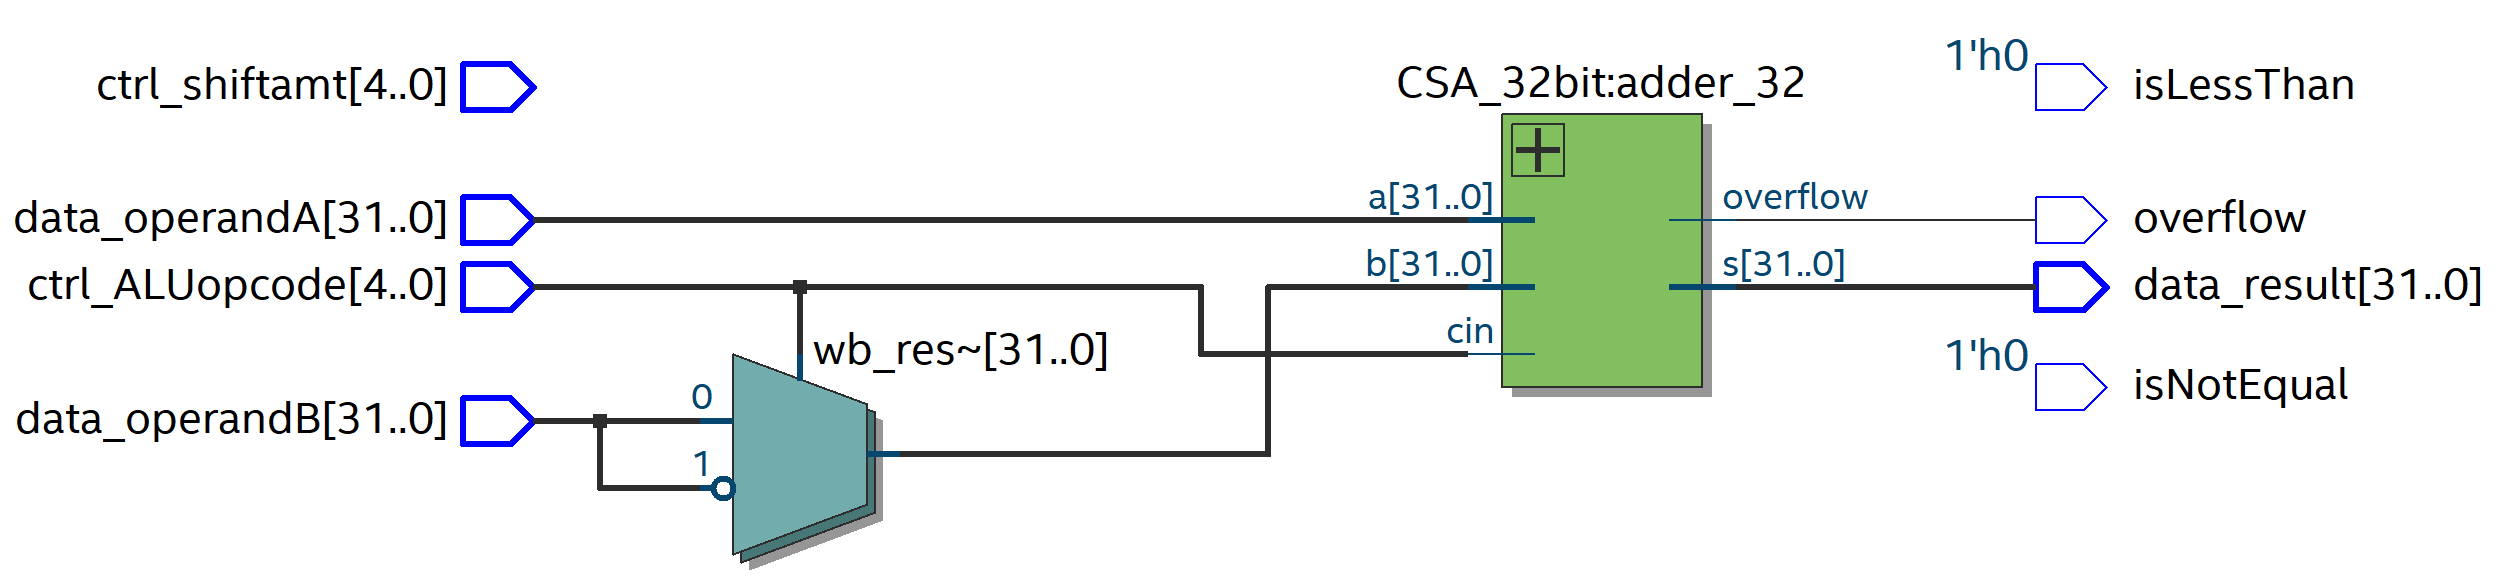 ctrl_shiftamt[4..0]
data_operandA[31..0]
ctrl_ALUopcode[4..0]
data_operandB[31..0]
0
1
wb_res~[31..0]
CSA_32bit:adder_32
a[31..0]
b[31..0]
cin
overflow
s[31..0]
1'h0
isLessThan
overflow
data_result[31..0]
1'h0
isNotEqual